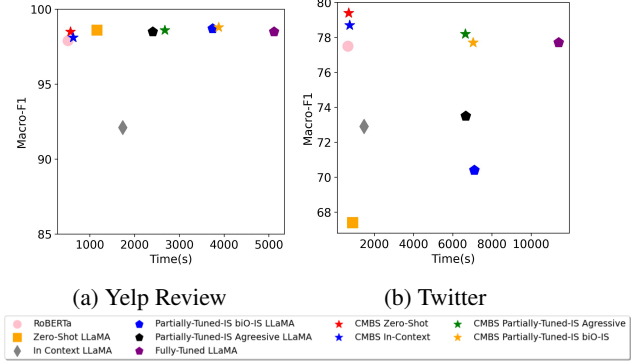 100
95
90
85
Macro-F1
1000 2000 3000 4000 5000
Time(s)
(a) Yelp Review
80
78
76
74
72
70
68
Macro-F1
2000 4000 6000 8000 10000
Time(s)
(b) Twitter
RoBERTa
Zero-Shot LLaMA
In Context LLaMA
Partially-Tuned-IS biO-IS LLaMA
Partially-Tuned-IS Agreesive LLaMA
Fully-Tuned LLaMA
CMBS Zero-Shot
CMBS In-Context
CMBS Partially-Tuned-IS Agressive
CMBS Partially-Tuned-IS biO-IS